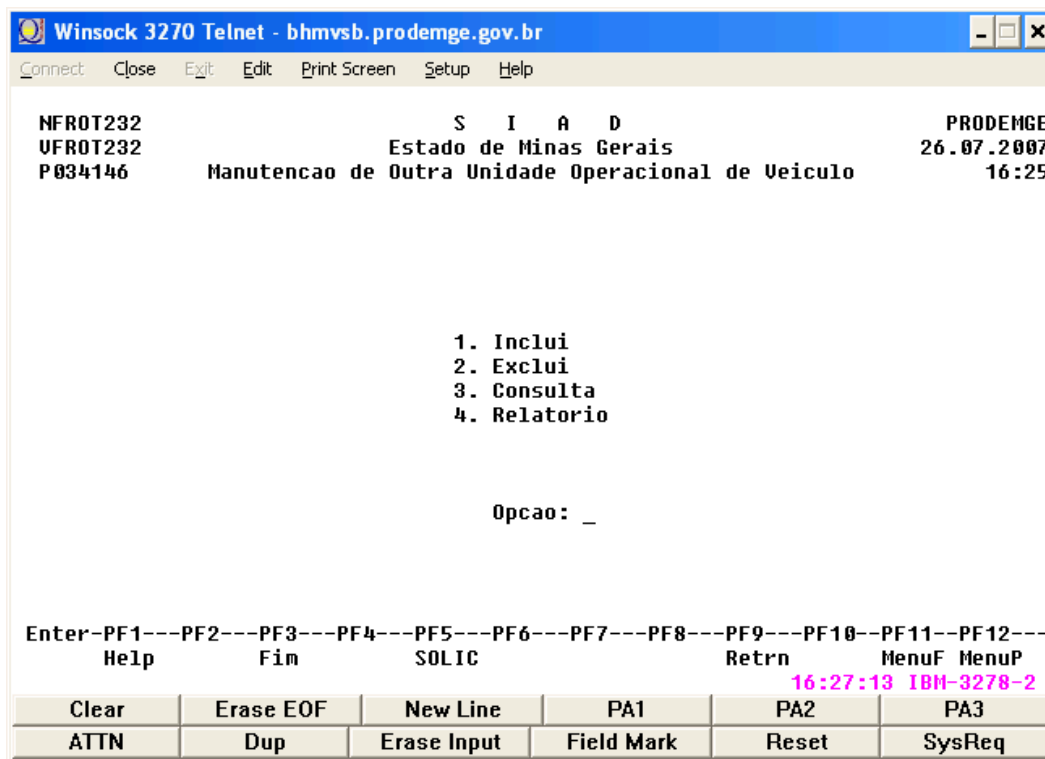 Winsock 3270 Telnet - bhmvsb.prodemge.gov.br
Connect Close Exit Edit Print Screen Setup Help
NFROT232 S I A D PRODEMGE
VFROT232 Estado de Minas Gerais 26.07.2007
P034146 Manutencao de Outra Unidade Operacional de Veiculo 16:25
1. Inclui
2. Exclui
3. Consulta
4. Relatorio
Opcao: _
Enter-PF1---PF2---PF3---PF4---PF5---PF6---PF7---PF8---PF9---PF10--PF11--PF12---
Help Fim SOLIC Retrn MenuF MenuP
16:27:13 IBM-3278-2
Clear Erase EOF New Line PA1 PA2 PA3
ATTN Dup Erase Input Field Mark Reset SysReq